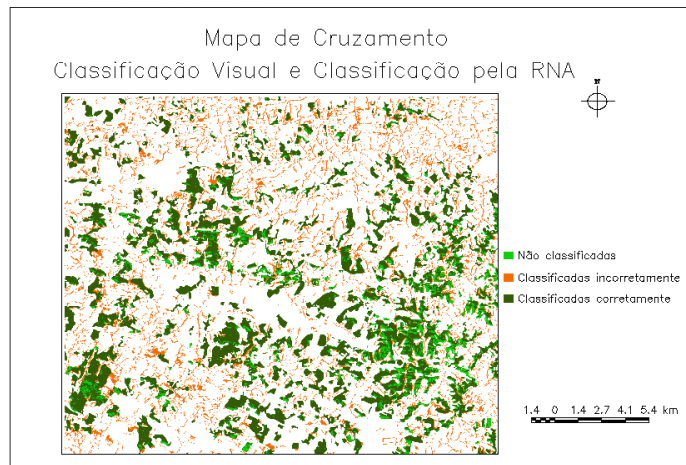 Mapa de Cruzamento
Classificação Visual e Classificação pela RNA
N
Não classificadas
Classificadas incorretamente
Classificadas corretamente
1.4 0 1.4 2.7 4.1 5.4 km